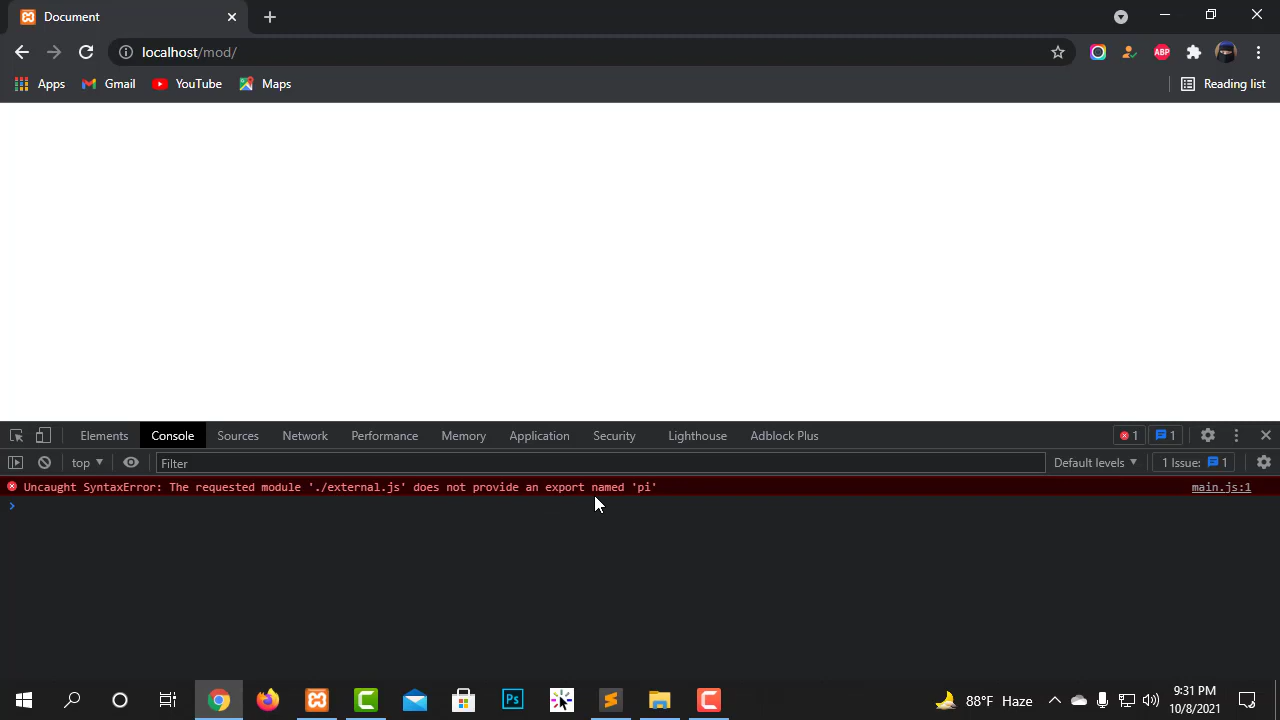 Document
localhost/mod/
ABP
Apps Gmail YouTube Maps Reading list
Elements Console Sources Network Performance Memory Application Security Lighthouse Adblock Plus 1 1
top Filter Default levels 1 Issue: 1
Uncaught SyntaxError: The requested module './external.js' does not provide an export named 'pi' main.js:1
Ps
88°F Haze
9:31 PM
10/8/2021